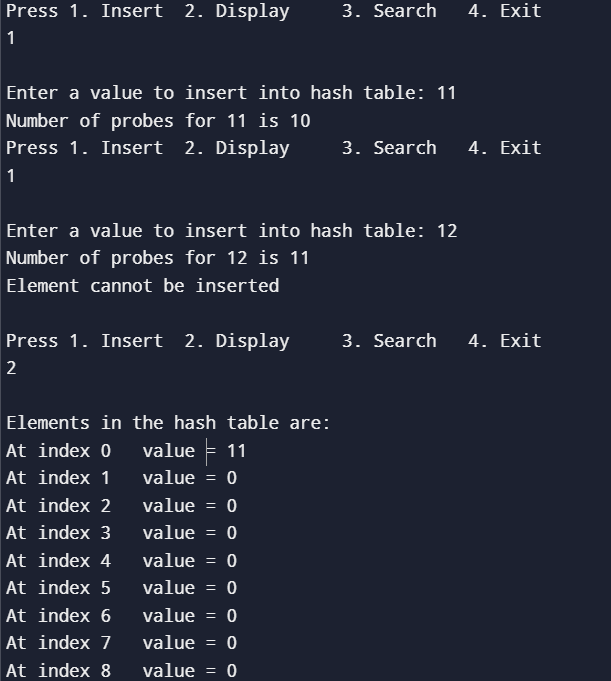 Press 1. Insert  2. Display     3. Search   4. Exit
1
Enter a value to insert into hash table: 11
Number of probes for 11 is 10
Press 1. Insert  2. Display     3. Search   4. Exit
1
Enter a value to insert into hash table: 12
Number of probes for 12 is 11
Element cannot be inserted
Press 1. Insert  2. Display     3. Search   4. Exit
2
Elements in the hash table are:
At index 0   value = 11
At index 1   value = 0
At index 2   value = 0
At index 3   value = 0
At index 4   value = 0
At index 5   value = 0
At index 6   value = 0
At index 7   value = 0
At index 8   value = 0